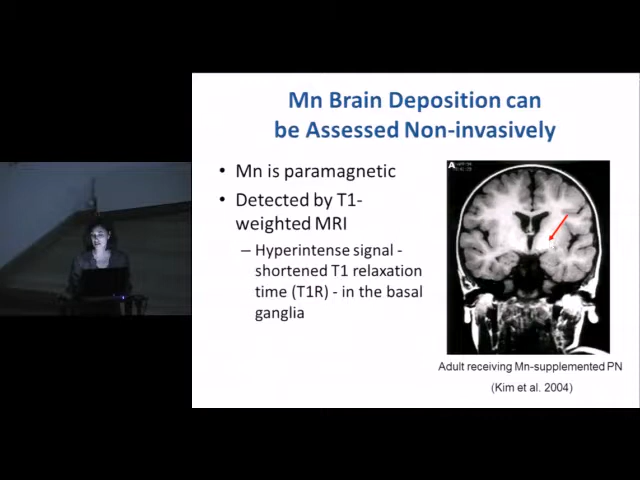 Mn Brain Deposition can
be Assessed Non-invasively
• Mn is paramagnetic
• Detected by T1-
weighted MRI
– Hyperintense signal -
shortened T1 relaxation
time (T1R) - in the basal
ganglia
A
Adult receiving Mn-supplemented PN
(Kim et al. 2004)